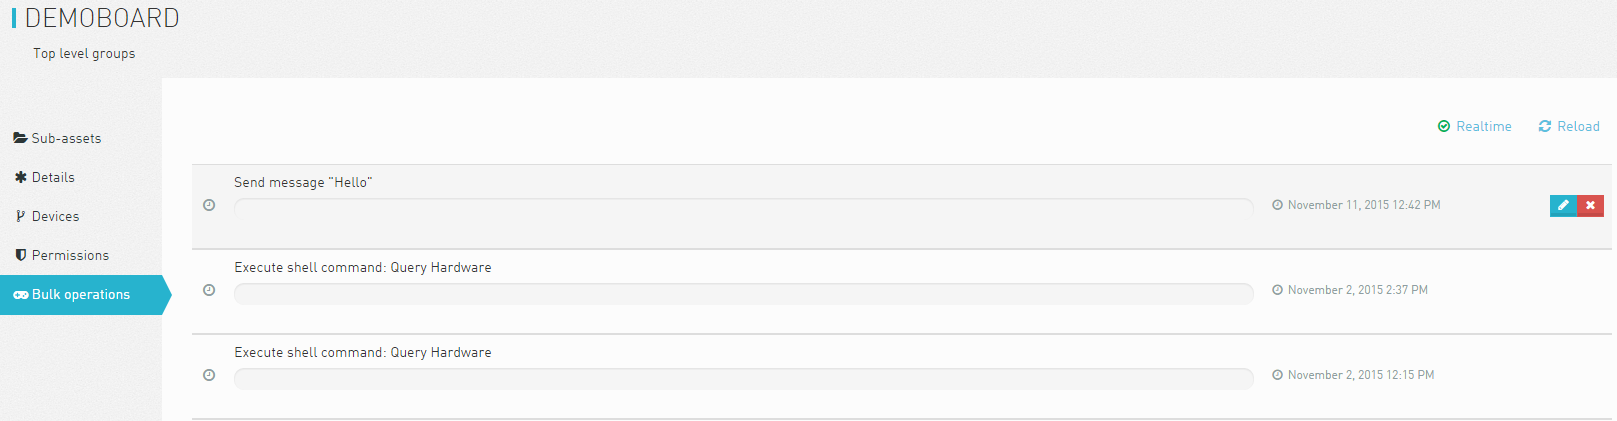 DEMOBOARD
Top level groups
Sub-assets
Details
Devices
Permissions
Bulk operations
Realtime Reload
Send message "Hello"
November 11, 2015 12:42 PM
Execute shell command: Query Hardware
November 2, 2015 2:37 PM
Execute shell command: Query Hardware
November 2, 2015 12:15 PM